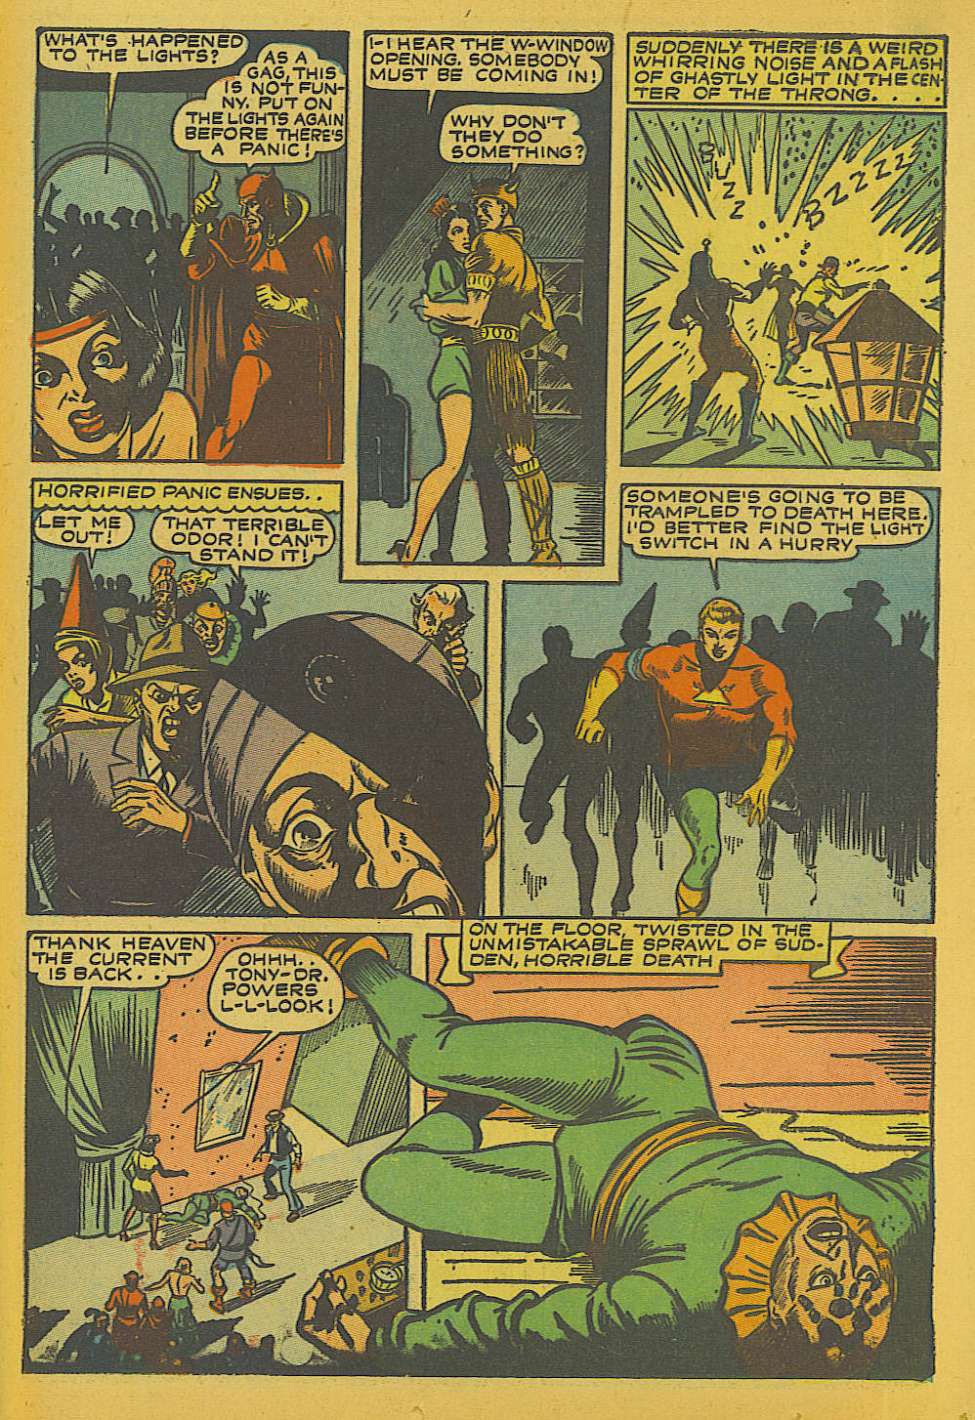 WHAT'S HAPPENED
TO THE LIGHTS?
AS A
GAG, THIS
IS NOT FUN-
NY. PUT ON
THE LIGHTS AGAIN
BEFORE THERE'S
A PANIC!
I-I HEAR THE W-WINDOW
OPENING. SOMEBODY
MUST BE COMING IN!
WHY DON'T
THEY DO
SOMETHING?
SUDDENLY THERE IS A WEIRD
WHIRRING NOISE AND A FLASH
OF GHASTLY LIGHT IN THE CEN-
TER OF THE THRONG. . . .
BUZZ
BZZZZZ
HORRIFIED PANIC ENSUES..
LET ME
OUT!
THAT TERRIBLE
ODOR! I CAN'T
STAND IT!
SOMEONE'S GOING TO BE
TRAMPLED TO DEATH HERE.
I'D BETTER FIND THE LIGHT
SWITCH IN A HURRY
THANK HEAVEN
THE CURRENT
IS BACK. .
OHHH..
TONY-DR.
POWERS
L-L-LOOK!
ON THE FLOOR, TWISTED IN THE
UNMISTAKABLE SPRAWL OF SUD-
DEN, HORRIBLE DEATH